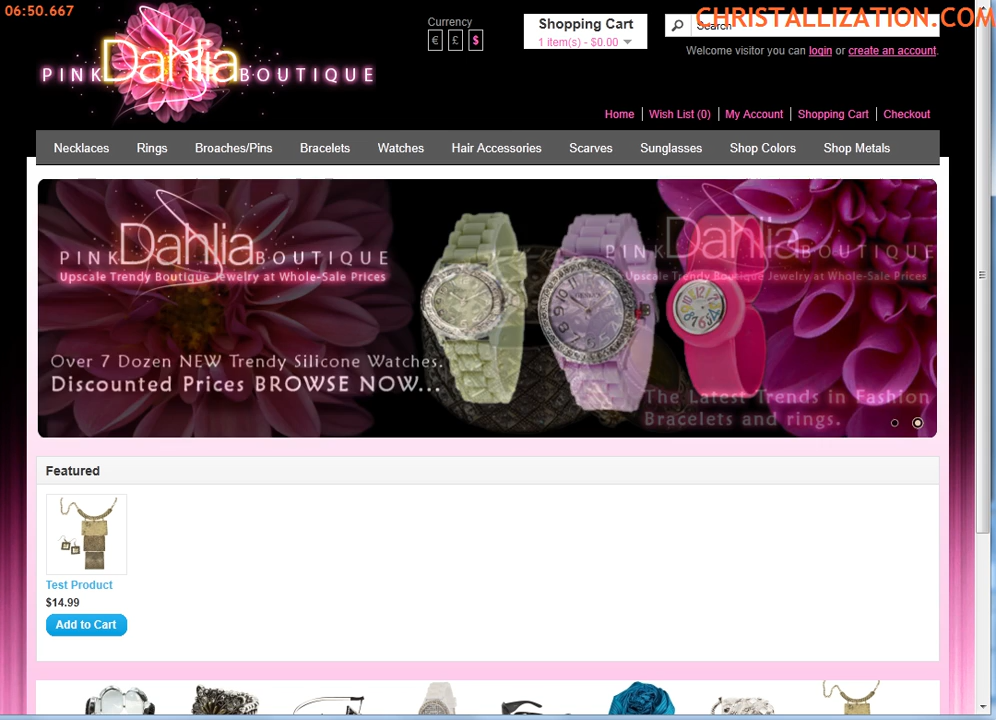 06:50.667
CHRISTALLIZATION.COM
Currency
€ £ $
Shopping Cart
1 item(s) - $0.00
Search
Welcome visitor you can login or create an account.
PINK Dahlia BOUTIQUE
Home
Wish List (0)
My Account
Shopping Cart
Checkout
Necklaces
Rings
Broaches/Pins
Bracelets
Watches
Hair Accessories
Scarves
Sunglasses
Shop Colors
Shop Metals
PINK Dahlia BOUTIQUE
Upscale Trendy Boutique Jewelry at Whole-Sale Prices
PINK Dahlia BOUTIQUE
Upscale Trendy Boutique Jewelry at Whole-Sale Prices
Over 7 Dozen NEW Trendy Silicone Watches.
Discounted Prices BROWSE NOW...
The Latest Trends in Fashion
Bracelets and rings.
Featured
Test Product
$14.99
Add to Cart